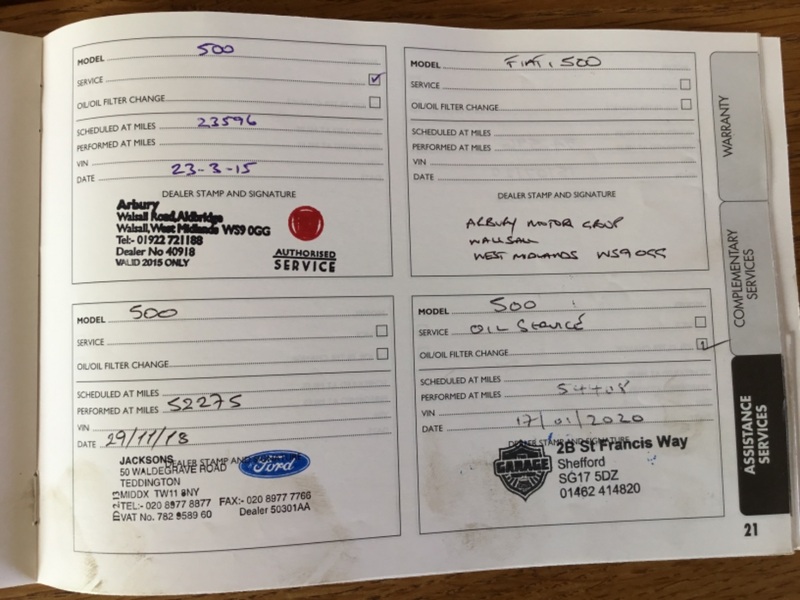 MODEL 500
SERVICE
OIL/OIL FILTER CHANGE
SCHEDULED AT MILES 23596
PERFORMED AT MILES
VIN
DATE 23-3-15
DEALER STAMP AND SIGNATURE
Arbury
Walsall Road, Aldridge
Walsall, West Midlands WS9 0GG
Tel:- 01922 721188
Dealer No 40918
VALID 2015 ONLY
AUTHORISED
SERVICE
MODEL FIAT, 500
SERVICE
OIL/OIL FILTER CHANGE
SCHEDULED AT MILES
PERFORMED AT MILES
VIN
DATE
DEALER STAMP AND SIGNATURE
ARBURY MOTOR GROUP
WALLSALL
WEST MIDLANDS WS9 0GG
MODEL 500
SERVICE
OIL/OIL FILTER CHANGE
SCHEDULED AT MILES
PERFORMED AT MILES 52275
VIN
DATE 29/11/18
DEALER STAMP AND SIGNATURE
JACKSONS
50 WALDEGRAVE ROAD
TEDDINGTON
MIDDX TW11 8NY
TEL:- 020 8977 8877 FAX:- 020 8977 7766
VAT No. 782 9589 60 Dealer 50301AA
Ford
MODEL 500
SERVICE OIL SERVICE
OIL/OIL FILTER CHANGE
SCHEDULED AT MILES
PERFORMED AT MILES
VIN
DATE 17/01/2020
DEALER STAMP AND SIGNATURE
GARAGE
2B St Francis Way
Shefford
SG17 5DZ
01462 414820
WARRANTY
COMPLEMENTARY
SERVICES
ASSISTANCE
SERVICES
21